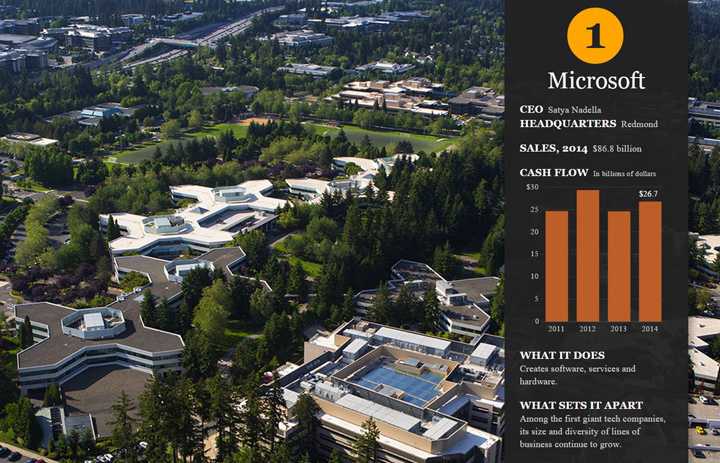 1
Microsoft
CEO Satya Nadella
HEADQUARTERS Redmond
SALES, 2014 $86.8 billion
CASH FLOW In billions of dollars
$30
$26.7
25
20
15
10
5
0
2011 2012 2013 2014
WHAT IT DOES
Creates software, services and
hardware.
WHAT SETS IT APART
Among the first giant tech companies,
its size and diversity of lines of
business continue to grow.